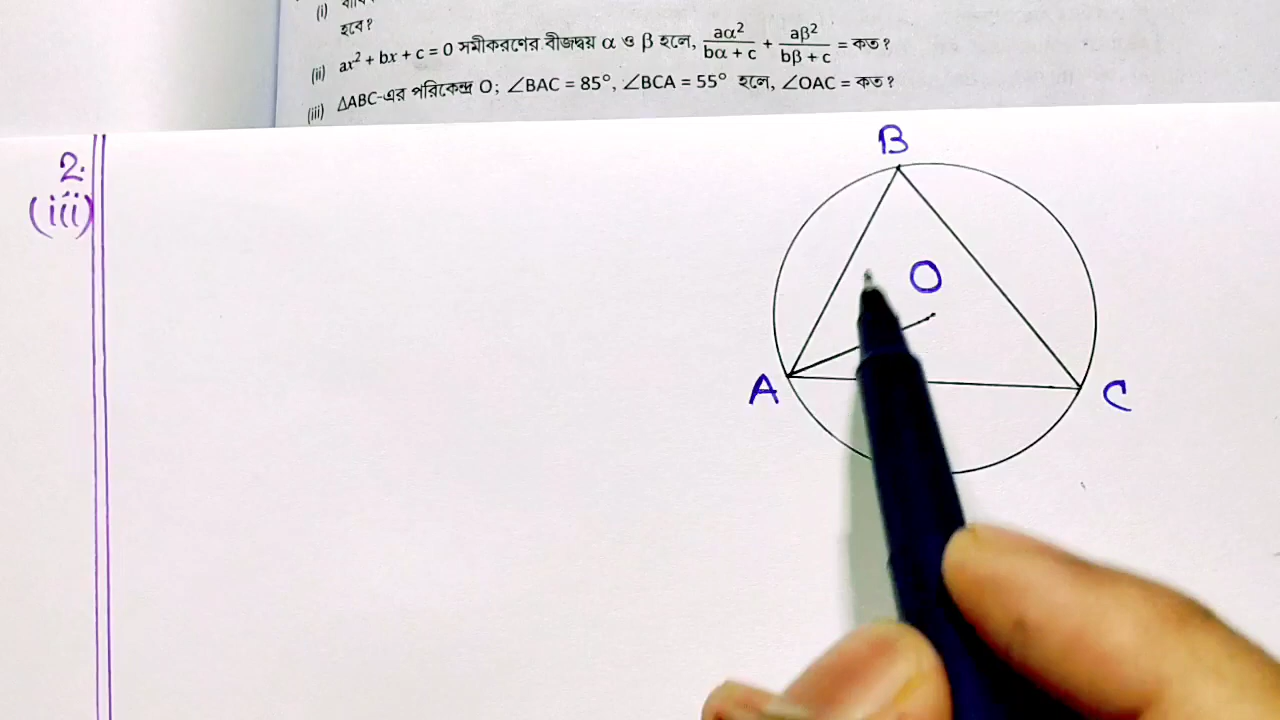 (i)
হবে?
(ii) ax² + bx + c = 0 সমীকরণের বীজদ্বয় α ও β হলে, aα²/(bα + c) + aβ²/(bβ + c) = কত?
(iii) △ABC-এর পরিকেন্দ্র O; ∠BAC = 85°, ∠BCA = 55° হলে, ∠OAC = কত?
2.
(iii)
B
O
A
C